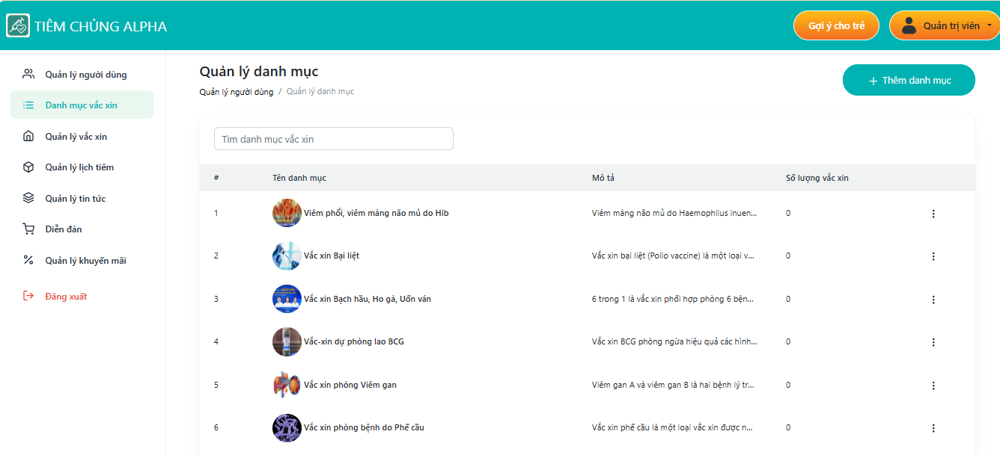 TIÊM CHỦNG ALPHA
Gợi ý cho trẻ
Quản trị viên
Quản lý người dùng
Danh mục vắc xin
Quản lý vắc xin
Quản lý lịch tiêm
Quản lý tin tức
Diễn đàn
Quản lý khuyến mãi
Đăng xuất
Quản lý danh mục
Quản lý người dùng / Quản lý danh mục
+ Thêm danh mục
Tìm danh mục vắc xin
# Tên danh mục Mô tả Số lượng vắc xin
1 Viêm phổi, viêm màng não mủ do Hib Viêm màng não mủ do Haemophilus inuen... 0
2 Vắc xin Bại liệt Vắc xin bại liệt (Polio vaccine) là một loại v... 0
3 Vắc xin Bạch hầu, Ho gà, Uốn ván 6 trong 1 là vắc xin phối hợp phòng 6 bện... 0
4 Vắc-xin dự phòng lao BCG Vắc xin BCG phòng ngừa hiệu quả các hình... 0
5 Vắc xin phòng Viêm gan Viêm gan A và viêm gan B là hai bệnh lý tr... 0
6 Vắc xin phòng bệnh do Phế cầu Vắc xin phế cầu là một loại vắc xin được n... 0